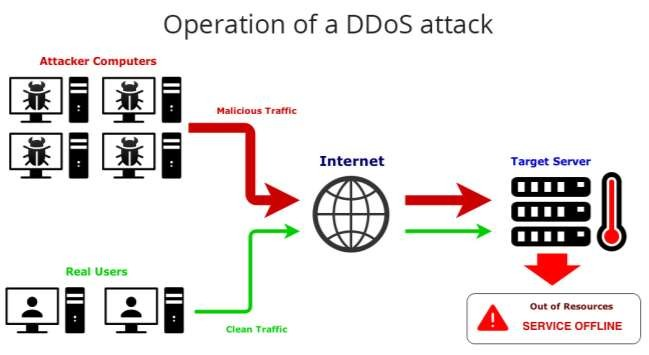 Operation of a DDoS attack
Attacker Computers
Malicious Traffic
Internet
Target Server
Real Users
Clean Traffic
Out of Resources
SERVICE OFFLINE